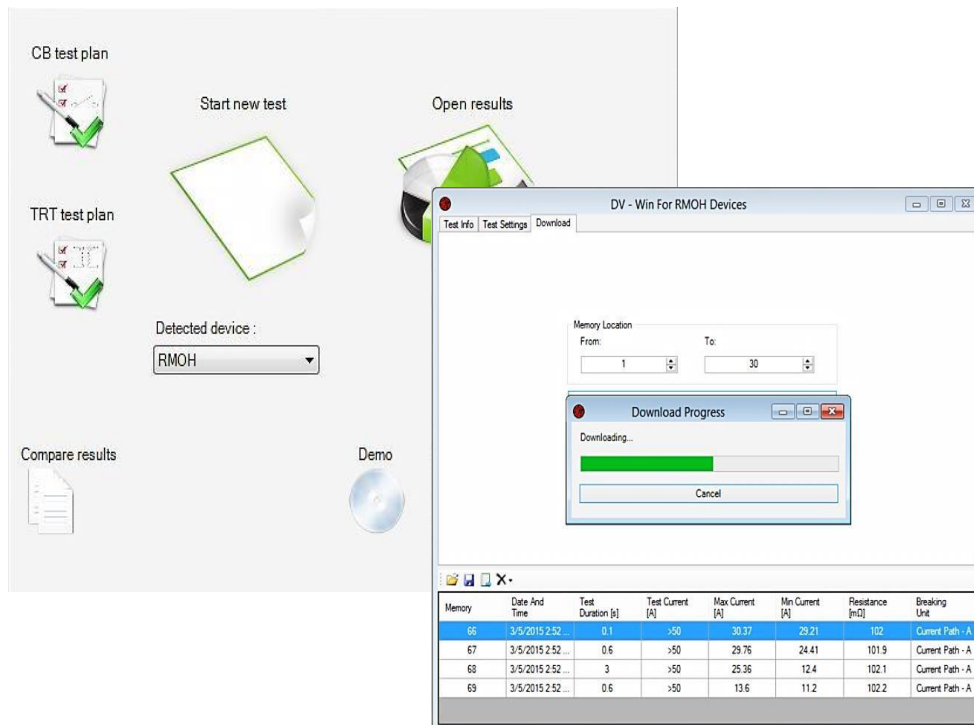 CB test plan
Start new test
Open results
TRT test plan
Detected device :
RMOH
Compare results
Demo
DV - Win For RMOH Devices
Test Info Test Settings Download
Memory Location
From: To:
1 30
Download Progress
Downloading...
Cancel
Memory Date And Time Test Duration [s] Test Current [A] Max Current [A] Min Current [A] Resistance [mΩ] Breaking Unit
66 3/5/2015 2:52 ... 0.1 >50 30.37 29.21 102 Current Path - A
67 3/5/2015 2:52 ... 0.6 >50 29.76 24.41 101.9 Current Path - A
68 3/5/2015 2:52 ... 3 >50 25.36 12.4 102.1 Current Path - A
69 3/5/2015 2:52 ... 0.6 >50 13.6 11.2 102.2 Current Path - A